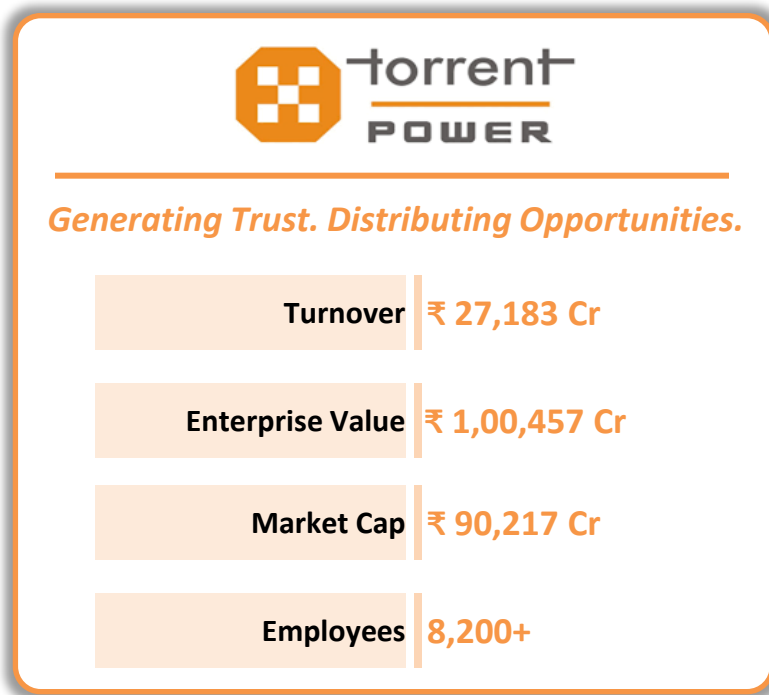 torrent
POWER
Generating Trust. Distributing Opportunities.
Turnover ₹ 27,183 Cr
Enterprise Value ₹ 1,00,457 Cr
Market Cap ₹ 90,217 Cr
Employees 8,200+